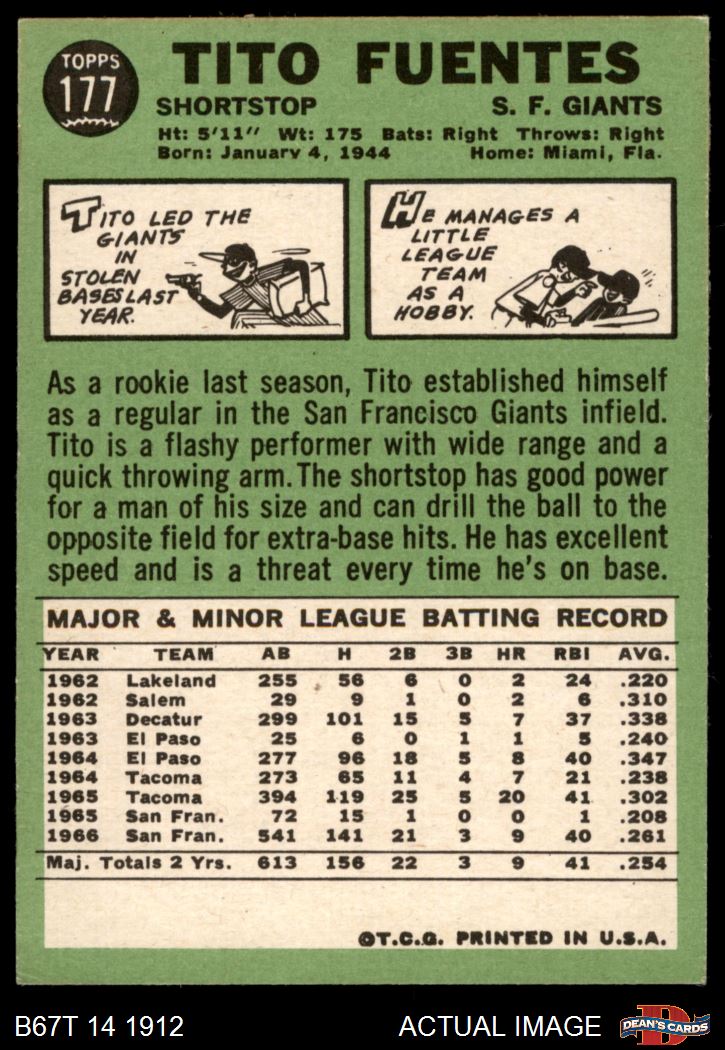 TOPPS
177
TITO FUENTES
SHORTSTOP S. F. GIANTS
Ht: 5'11" Wt: 175 Bats: Right Throws: Right
Born: January 4, 1944 Home: Miami, Fla.
TITO LED THE
GIANTS
IN
STOLEN
BASES LAST
YEAR.
HE MANAGES A
LITTLE
LEAGUE
TEAM
AS A
HOBBY.
As a rookie last season, Tito established himself
as a regular in the San Francisco Giants infield.
Tito is a flashy performer with wide range and a
quick throwing arm. The shortstop has good power
for a man of his size and can drill the ball to the
opposite field for extra-base hits. He has excellent
speed and is a threat every time he's on base.
MAJOR & MINOR LEAGUE BATTING RECORD
YEAR TEAM AB H 2B 3B HR RBI AVG.
1962 Lakeland 255 56 6 0 2 24 .220
1962 Salem 29 9 1 0 2 6 .310
1963 Decatur 299 101 15 5 7 37 .338
1963 El Paso 25 6 0 1 1 5 .240
1964 El Paso 277 96 18 5 8 40 .347
1964 Tacoma 273 65 11 4 7 21 .238
1965 Tacoma 394 119 25 5 20 41 .302
1965 San Fran. 72 15 1 0 0 1 .208
1966 San Fran. 541 141 21 3 9 40 .261
Maj. Totals 2 Yrs. 613 156 22 3 9 41 .254
©T.C.G. PRINTED IN U.S.A.
B67T 14 1912 ACTUAL IMAGE
D
DEAN'S CARDS